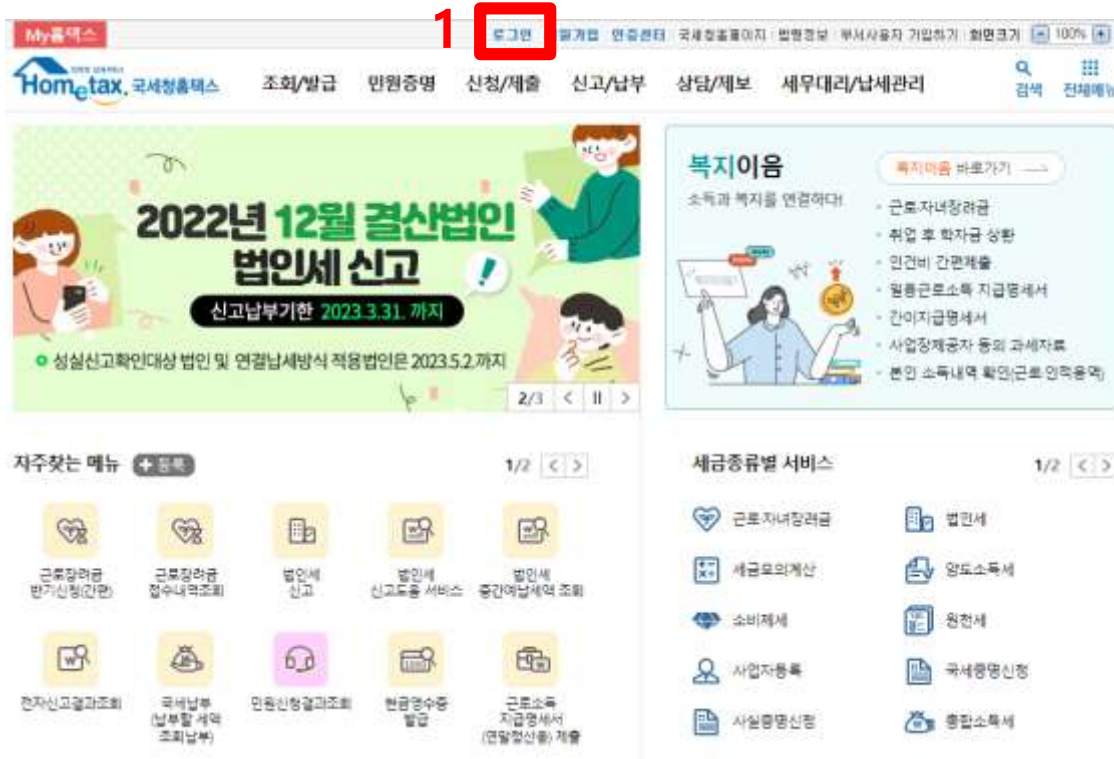 1
My홈택스
로그인 회원가입 인증센터 국세청홈페이지 법령정보 부서사용자 가입하기 화면크기 100%
Hometax. 국세청홈택스
조회/발급 민원증명 신청/제출 신고/납부 상담/제보 세무대리/납세관리
검색 전체메뉴
2022년 12월 결산법인
법인세 신고
신고납부기한 2023.3.31. 까지
성실신고확인대상 법인 및 연결납세방식 적용법인은 2023.5.2.까지
2/3
복지이음
소득과 복지를 연결하다!
복지이음 바로가기
근로·자녀장려금
취업 후 학자금 상환
인건비 간편제출
일용근로소득 지급명세서
간이지급명세서
사업장제공자 등의 과세자료
본인 소득내역 확인(근로·인적용역)
자주찾는 메뉴 + 등록 1/2
근로장려금
반기신청(간편)
근로장려금
접수내역조회
법인세
신고
법인세
신고도움 서비스
법인세
중간예납세액 조회
전자신고결과조회
국세납부
(납부할 세액
조회납부)
민원신청결과조회
현금영수증
발급
근로소득
지급명세서
(연말정산용) 제출
세금종류별 서비스 1/2
근로·자녀장려금
법인세
세금모의계산
양도소득세
소비제세
원천세
사업자등록
국세증명신청
사실증명신청
종합소득세